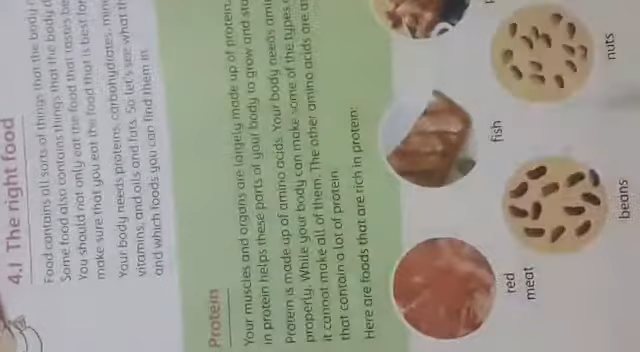 4.1 The right food
Food contains all sorts of things that the body
Some food also contains things that the body
You should not only eat the food that tastes
make sure that you eat the food that is best for
Your body needs proteins, carbohydrates,
vitamins, and oils and fats. So let's see what
and which foods you can find them in.
Protein
Your muscles and organs are largely made up of protein.
in protein helps these parts of your body to grow and
Protein is made up of amino acids. Your body needs
properly. While your body can make some of the types
it cannot make all of them. The other amino acids are
that contain a lot of protein.
Here are foods that are rich in protein:
red
meat
fish
beans
nuts